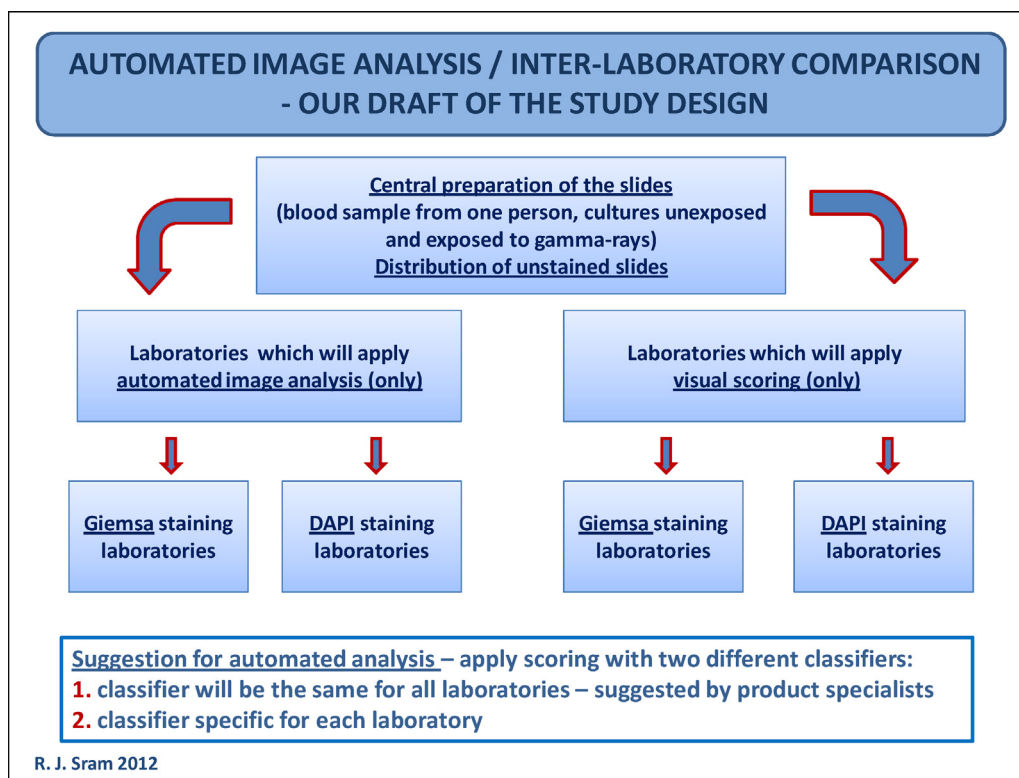 AUTOMATED IMAGE ANALYSIS / INTER-LABORATORY COMPARISON
- OUR DRAFT OF THE STUDY DESIGN
Central preparation of the slides
(blood sample from one person, cultures unexposed
and exposed to gamma-rays)
Distribution of unstained slides
Laboratories which will apply
automated image analysis (only)
Laboratories which will apply
visual scoring (only)
Giemsa staining
laboratories
DAPI staining
laboratories
Giemsa staining
laboratories
DAPI staining
laboratories
Suggestion for automated analysis – apply scoring with two different classifiers:
1. classifier will be the same for all laboratories – suggested by product specialists
2. classifier specific for each laboratory
R. J. Sram 2012